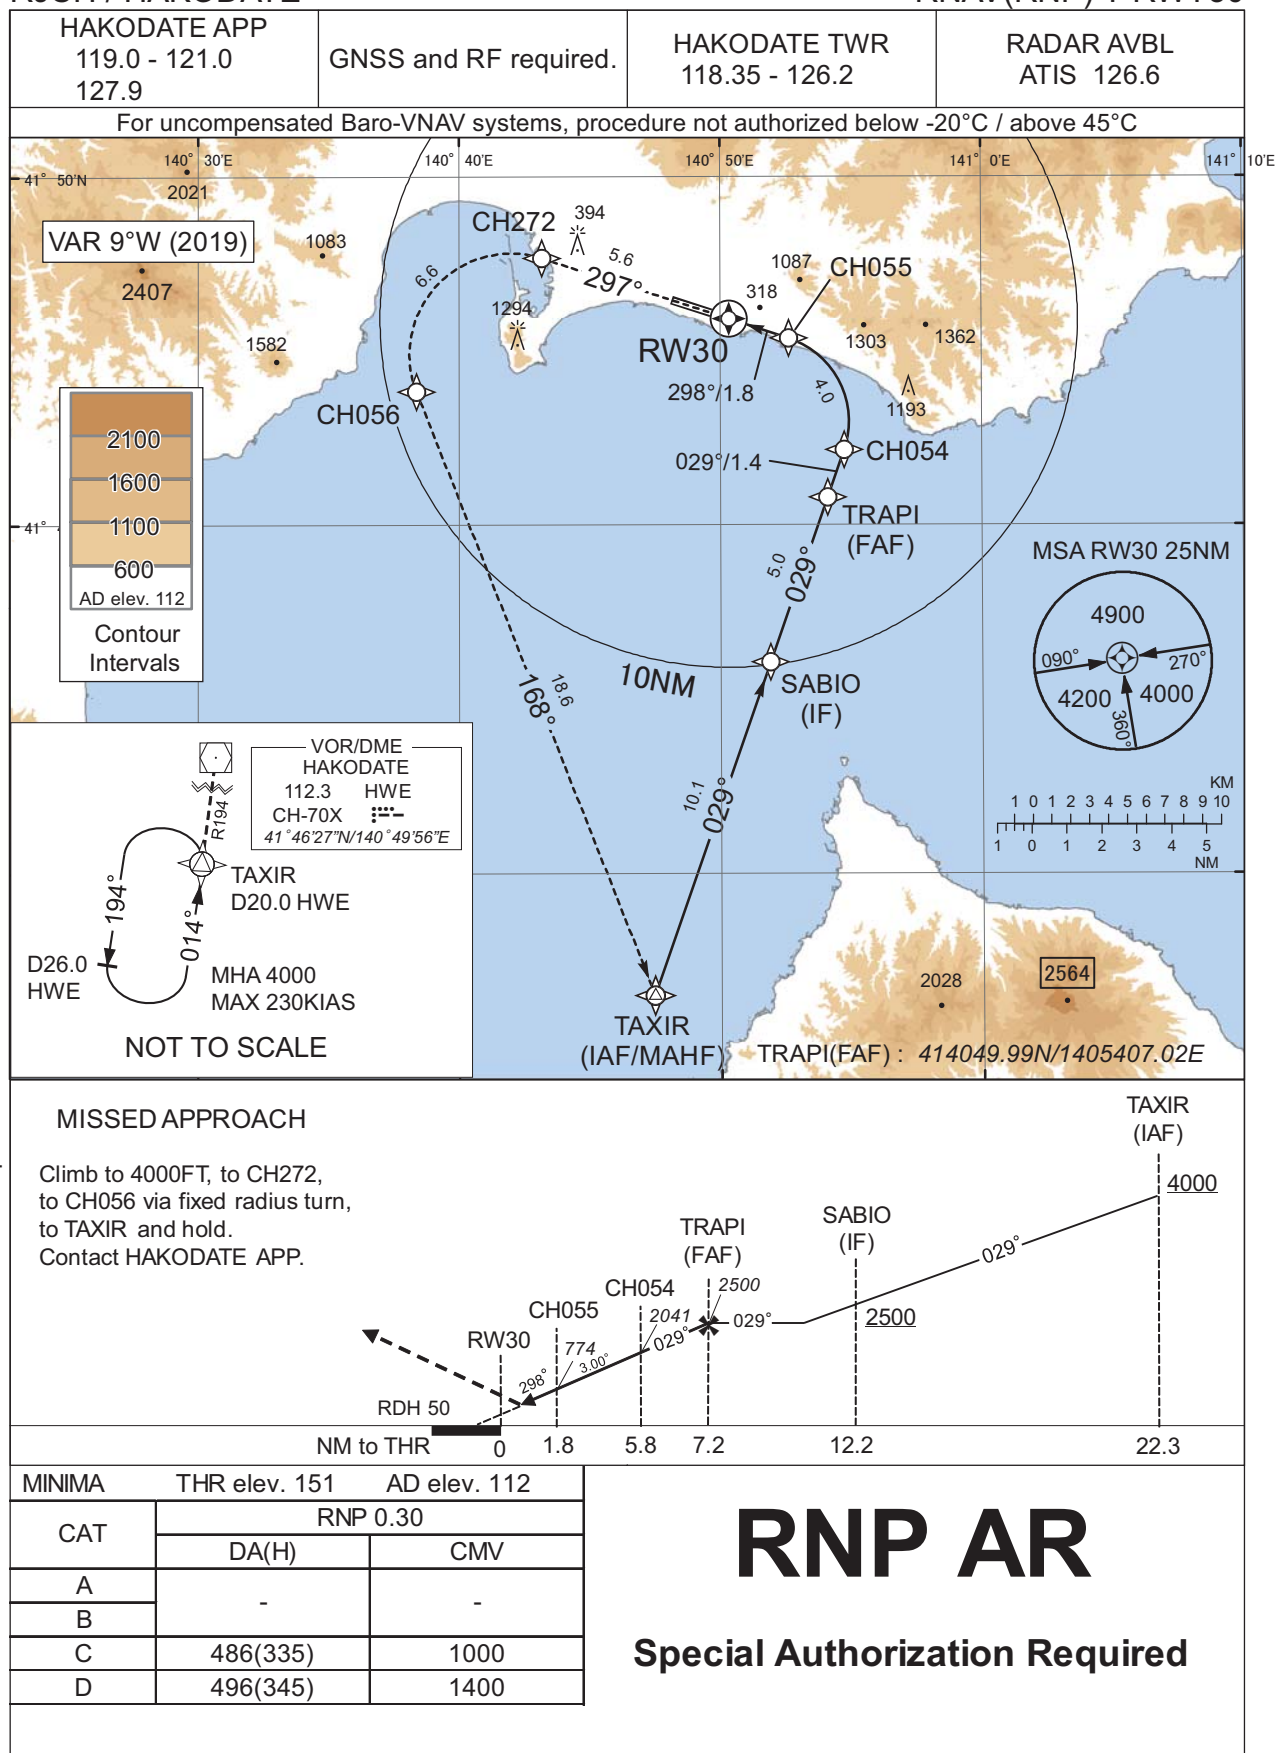 HAKODATE APP
119.0 - 121.0
127.9
GNSS and RF required.
HAKODATE TWR
118.35 - 126.2
RADAR AVBL
ATIS 126.6
For uncompensated Baro-VNAV systems, procedure not authorized below -20°C / above 45°C
140° 30'E
140° 40'E
140° 50'E
141° 0'E
141° 10'E
41° 50'N
2021
VAR 9°W (2019)
1083
2407
1582
CH272
394
5.6
297°
6.6
1294
1087
318
CH055
RW30
1303
1362
298°/1.8
4.0
1193
CH056
CH054
029°/1.4
TRAPI
(FAF)
41°
2100
1600
1100
600
AD elev. 112
Contour
Intervals
5.0
029°
MSA RW30 25NM
4900
090°
270°
4200
4000
360°
10NM
SABIO
(IF)
18.6
168°
10.1
029°
VOR/DME
HAKODATE
112.3 HWE
CH-70X
41°46'27"N/140°49'56"E
R194
TAXIR
D20.0 HWE
194°
014°
D26.0
HWE
MHA 4000
MAX 230KIAS
NOT TO SCALE
KM
1 0 1 2 3 4 5 6 7 8 9 10
1 0 1 2 3 4 5
NM
2028
2564
TAXIR
(IAF/MAHF)
TRAPI(FAF) : 414049.99N/1405407.02E
MISSED APPROACH
Climb to 4000FT, to CH272,
to CH056 via fixed radius turn,
to TAXIR and hold.
Contact HAKODATE APP.
TAXIR
(IAF)
4000
SABIO
(IF)
TRAPI
(FAF)
029°
2500
CH054
2500
CH055
2041
029°
029°
RW30
774
3.00°
298°
RDH 50
NM to THR
0 1.8 5.8 7.2 12.2 22.3
MINIMA THR elev. 151 AD elev. 112
CAT
RNP 0.30
DA(H) CMV
A
- -
B
C 486(335) 1000
D 496(345) 1400
RNP AR
Special Authorization Required